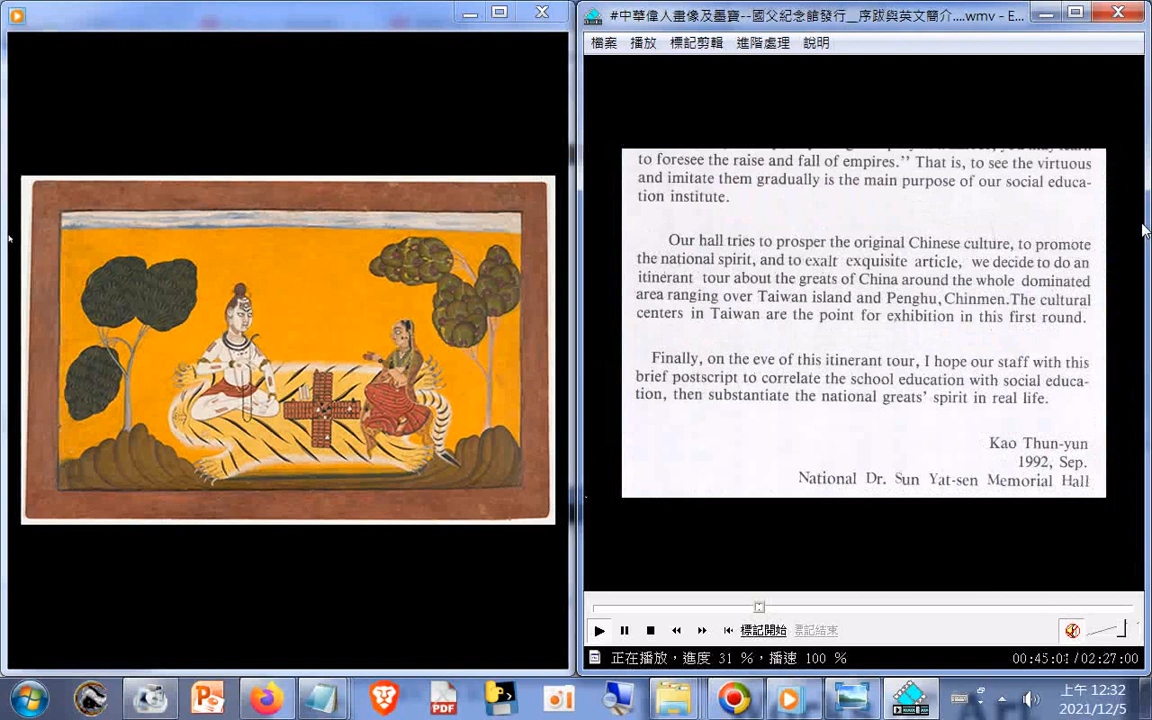 #中華偉人畫像及墨寶--國父紀念館發行__序跋與英文簡介....wmv - E...
檔案 播放 標記剪輯 進階處理 說明
to foresee the raise and fall of empires.” That is, to see the virtuous
and imitate them gradually is the main purpose of our social educa-
tion institute.
Our hall tries to prosper the original Chinese culture, to promote
the national spirit, and to exalt exquisite article, we decide to do an
itinerant tour about the greats of China around the whole dominated
area ranging over Taiwan island and Penghu, Chinmen. The cultural
centers in Taiwan are the point for exhibition in this first round.
Finally, on the eve of this itinerant tour, I hope our staff with this
brief postscript to correlate the school education with social educa-
tion, then substantiate the national greats’ spirit in real life.
Kao Thun-yun
1992, Sep.
National Dr. Sun Yat-sen Memorial Hall
標記開始 標記結束
正在播放，進度 31 %，播速 100 % 00:45:01 / 02:27:00
PDF
上午 12:32
2021/12/5